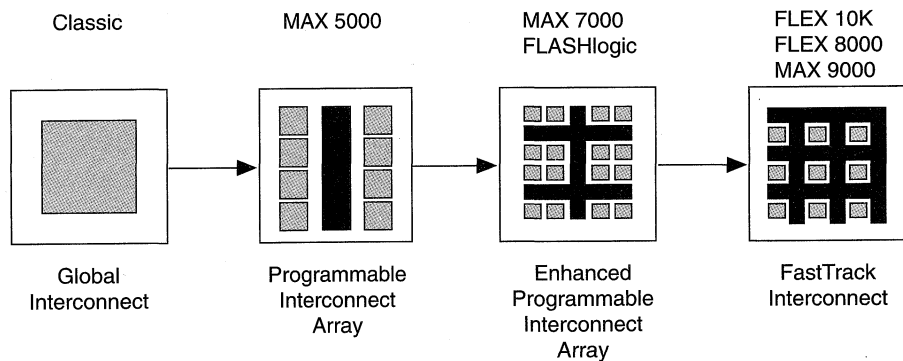 Classic
MAX 5000
MAX 7000
FLASHlogic
FLEX 10K
FLEX 8000
MAX 9000
Global
Interconnect
Programmable
Interconnect
Array
Enhanced
Programmable
Interconnect
Array
FastTrack
Interconnect